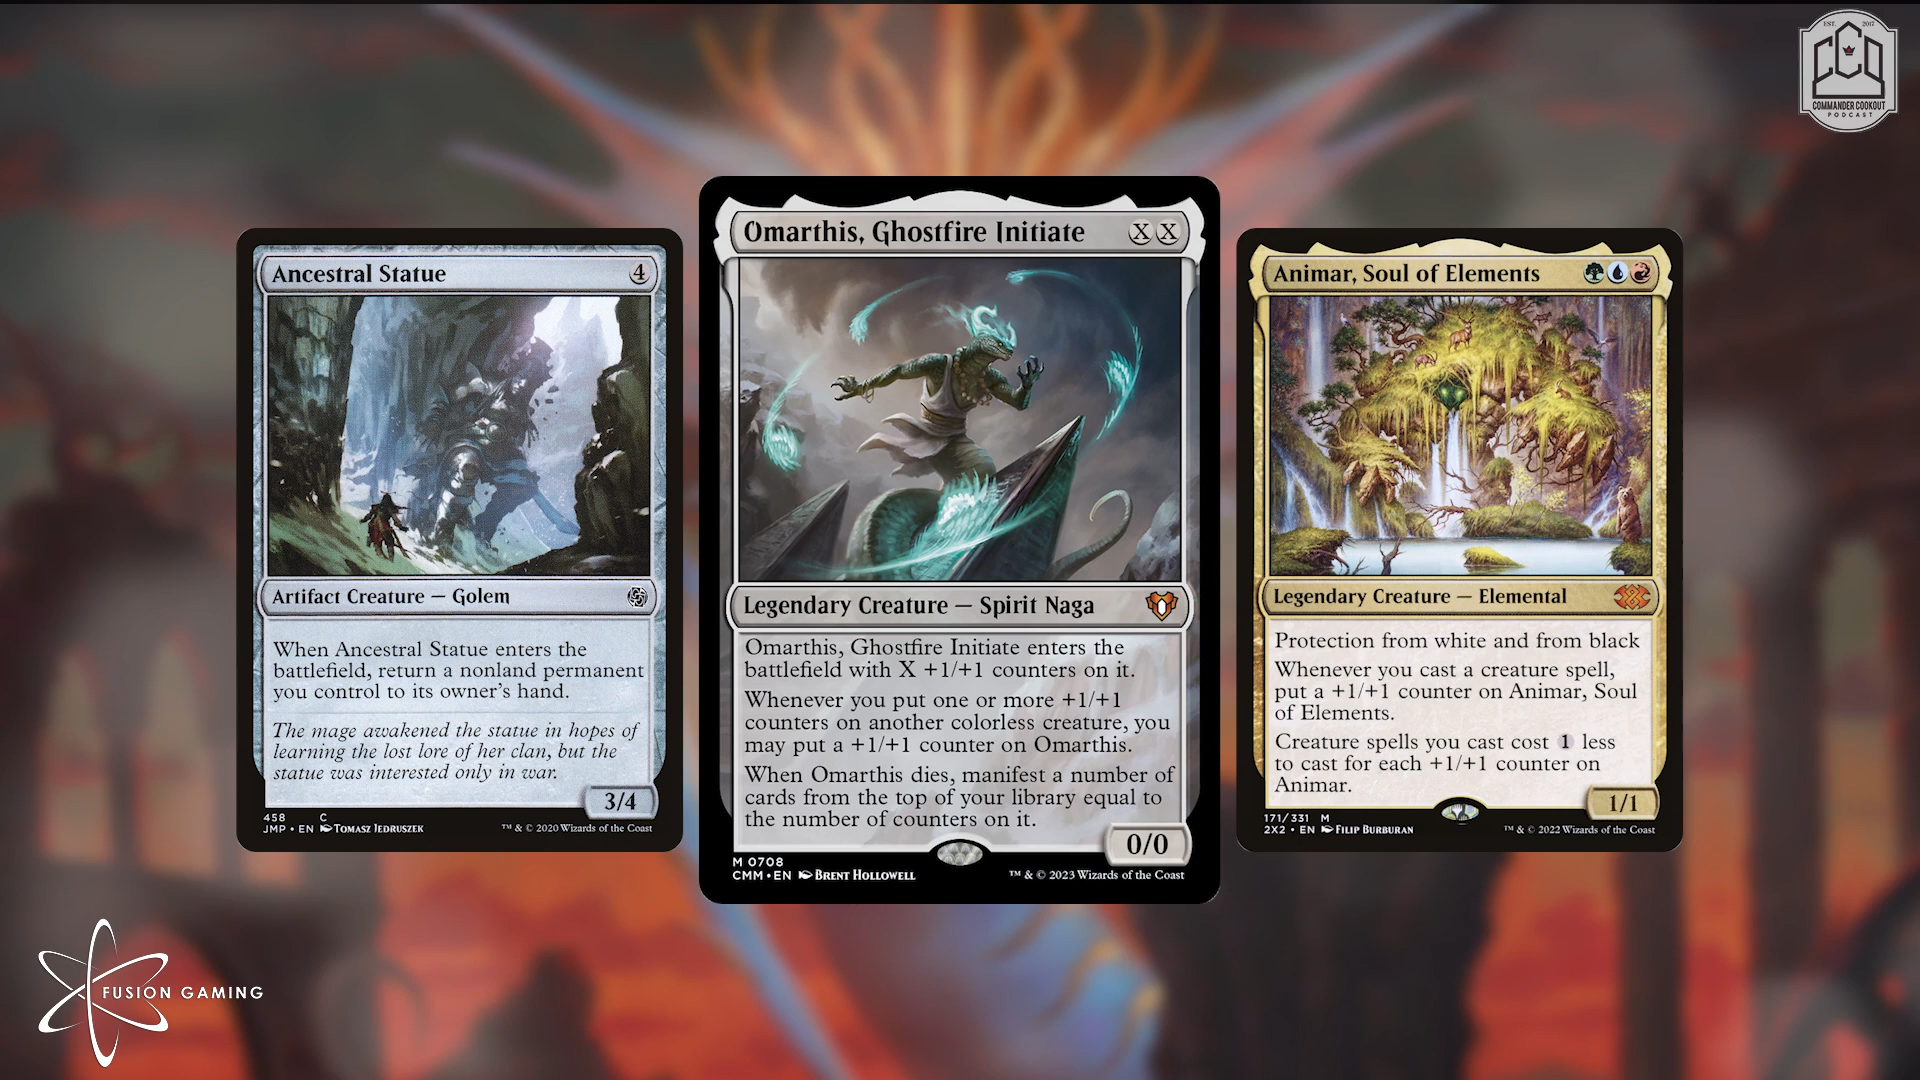 EST. 2017
CCO
COMMANDER COOKOUT
PODCAST
Ancestral Statue 4
Artifact Creature — Golem
When Ancestral Statue enters the
battlefield, return a nonland permanent
you control to its owner's hand.
The mage awakened the statue in hopes of
learning the lost lore of her clan, but the
statue was interested only in war.
3/4
458 C
JMP • EN Tomasz Jedruszek ™ & © 2020 Wizards of the Coast
Omarthis, Ghostfire Initiate X X
Legendary Creature — Spirit Naga
Omarthis, Ghostfire Initiate enters the
battlefield with X +1/+1 counters on it.
Whenever you put one or more +1/+1
counters on another colorless creature, you
may put a +1/+1 counter on Omarthis.
When Omarthis dies, manifest a number of
cards from the top of your library equal to
the number of counters on it.
0/0
M 0708
CMM • EN Brent Hollowell ™ & © 2023 Wizards of the Coast
Animar, Soul of Elements
Legendary Creature — Elemental
Protection from white and from black
Whenever you cast a creature spell,
put a +1/+1 counter on Animar, Soul
of Elements.
Creature spells you cast cost 1 less
to cast for each +1/+1 counter on
Animar.
1/1
171/331 M
2X2 • EN Filip Burburan ™ & © 2022 Wizards of the Coast
FUSION GAMING